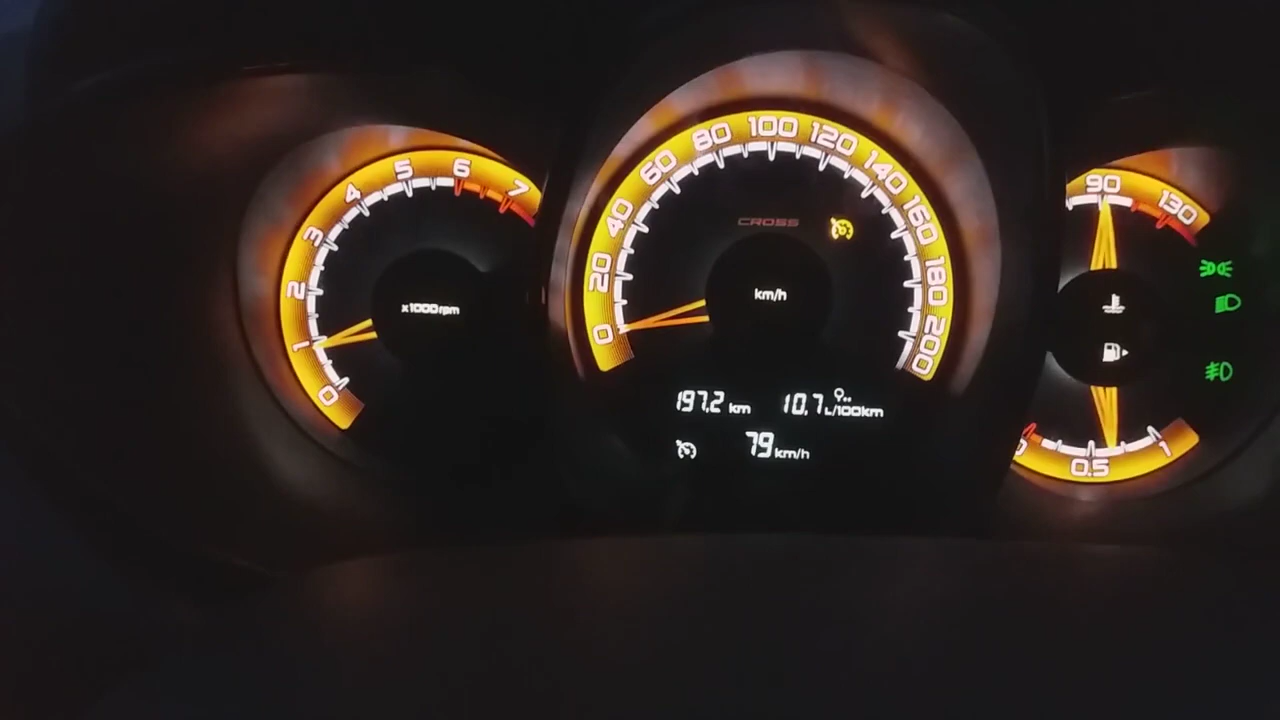 0 1 2 3 4 5 6 7
x1000rpm
0 20 40 60 80 100 120 140 160 180 200
CROSS
km/h
197.2 km 10.7 L/100km
79 km/h
90 130
0 0.5 1